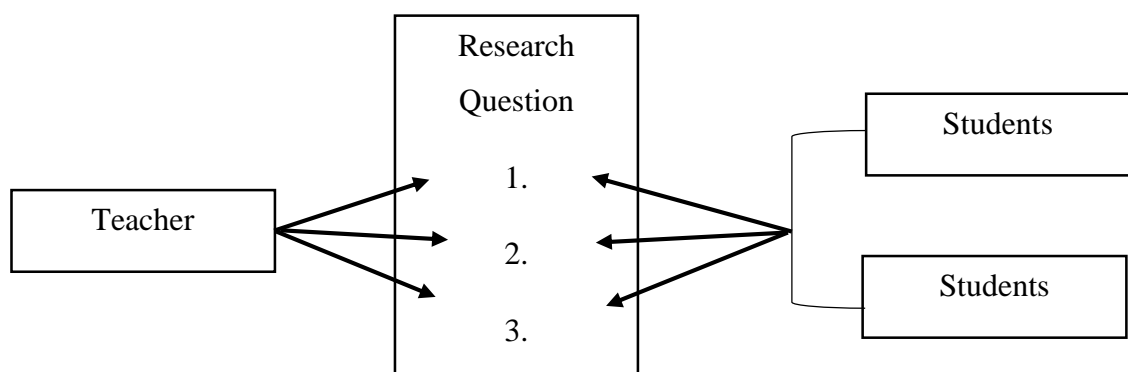 Teacher
Research
Question
1.
2.
3.
Students
Students